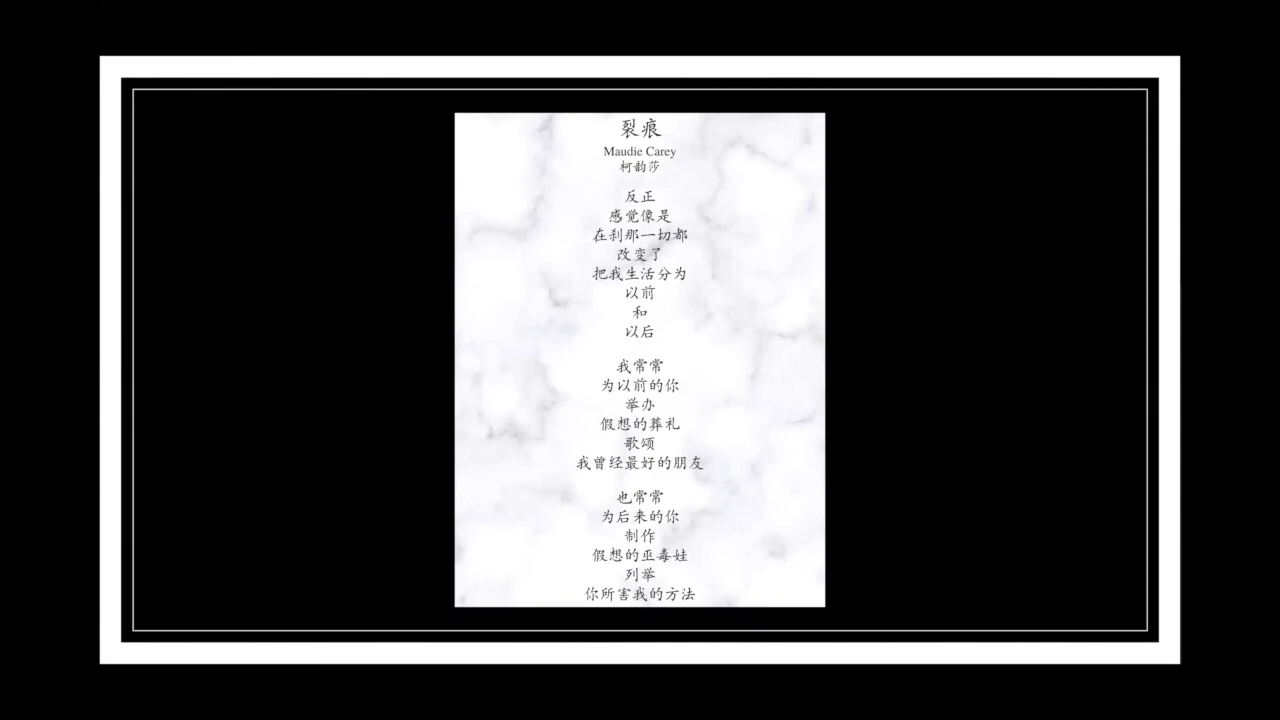 裂痕
Maudie Carey
柯韵莎
反正
感觉像是
在刹那一切都
改变了
把我生活分为
以前
和
以后
我常常
为以前的你
举办
假想的葬礼
歌颂
我曾经最好的朋友
也常常
为后来的你
制作
假想的巫毒娃
列举
你所害我的方法